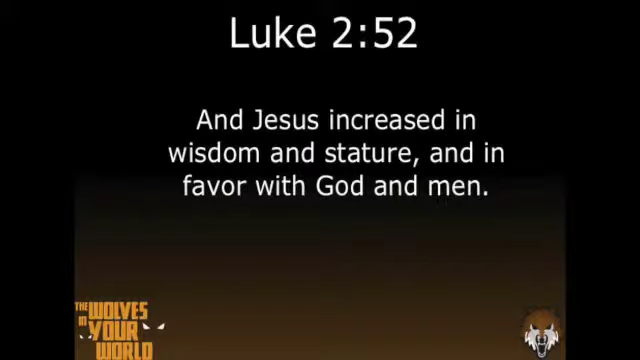 Luke 2:52
And Jesus increased in
wisdom and stature, and in
favor with God and men.
THE WOLVES
IN YOUR
WORLD